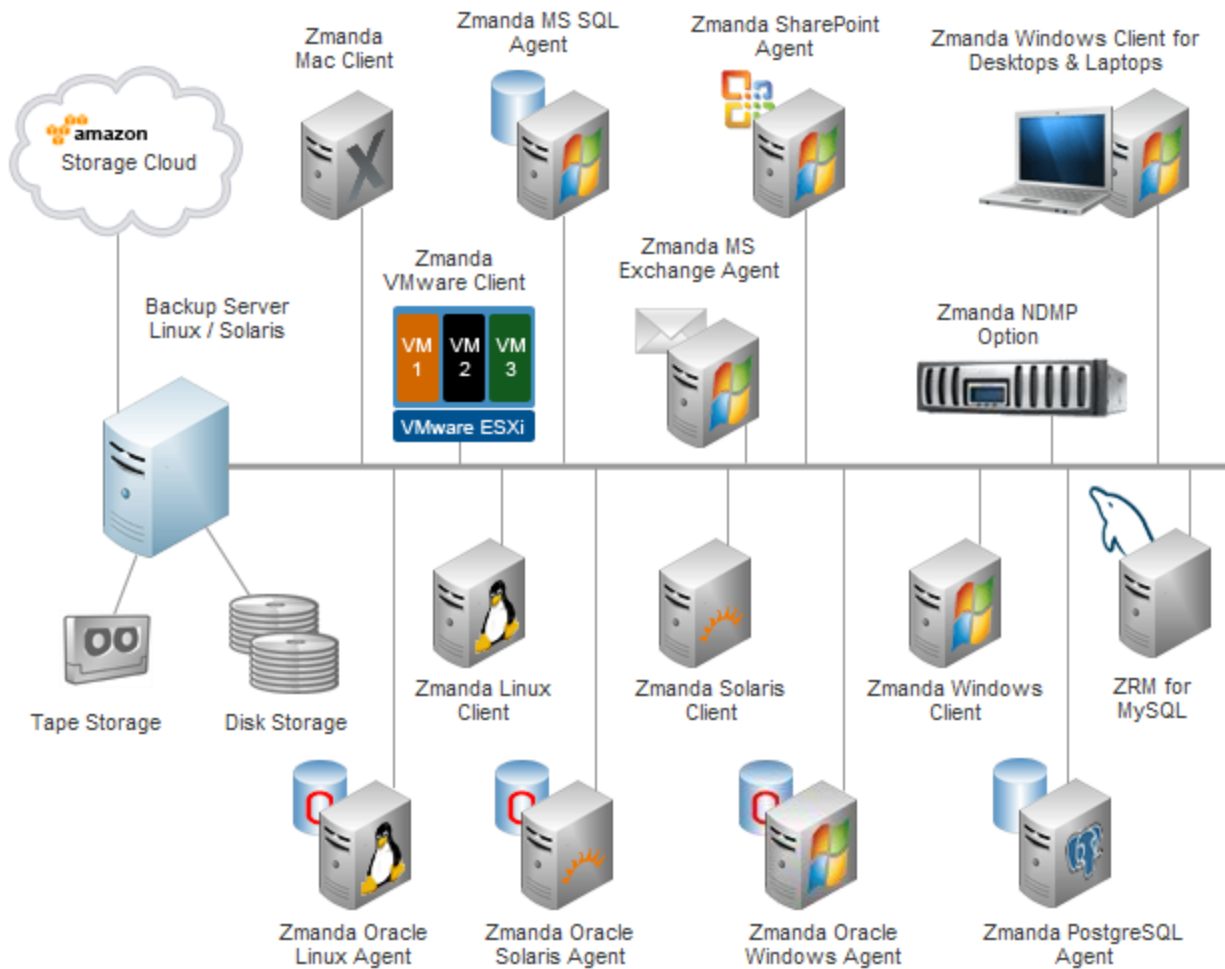 Zmanda
Mac Client
Zmanda MS SQL
Agent
Zmanda SharePoint
Agent
Zmanda Windows Client for
Desktops & Laptops
amazon
Storage Cloud
X
Zmanda
VMware Client
Zmanda MS
Exchange Agent
Backup Server
Linux / Solaris
Zmanda NDMP
Option
VM
1
VM
2
VM
3
VMware ESXi
Tape Storage
Disk Storage
Zmanda Linux
Client
Zmanda Solaris
Client
Zmanda Windows
Client
ZRM for
MySQL
Zmanda Oracle
Linux Agent
Zmanda Oracle
Solaris Agent
Zmanda Oracle
Windows Agent
Zmanda PostgreSQL
Agent